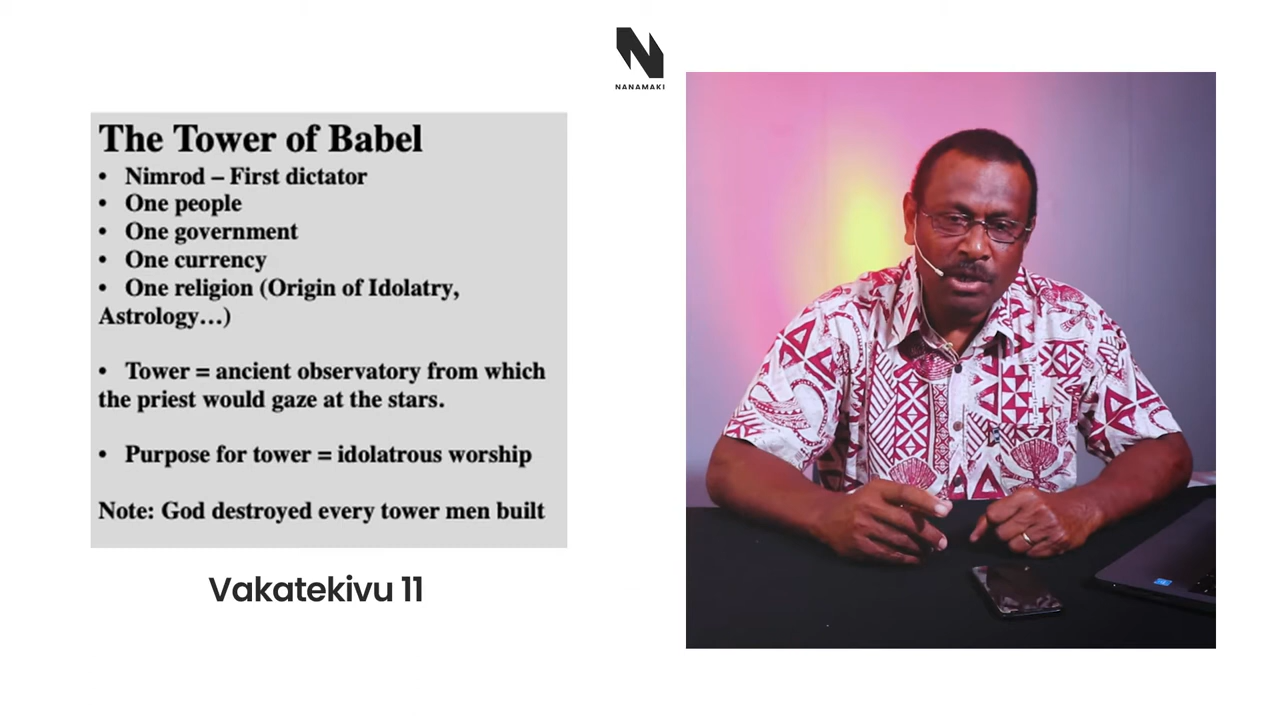 NANAMAKI
The Tower of Babel
• Nimrod – First dictator
• One people
• One government
• One currency
• One religion (Origin of Idolatry,
Astrology…)
• Tower = ancient observatory from which
the priest would gaze at the stars.
• Purpose for tower = idolatrous worship
Note: God destroyed every tower men built
Vakatekivu 11